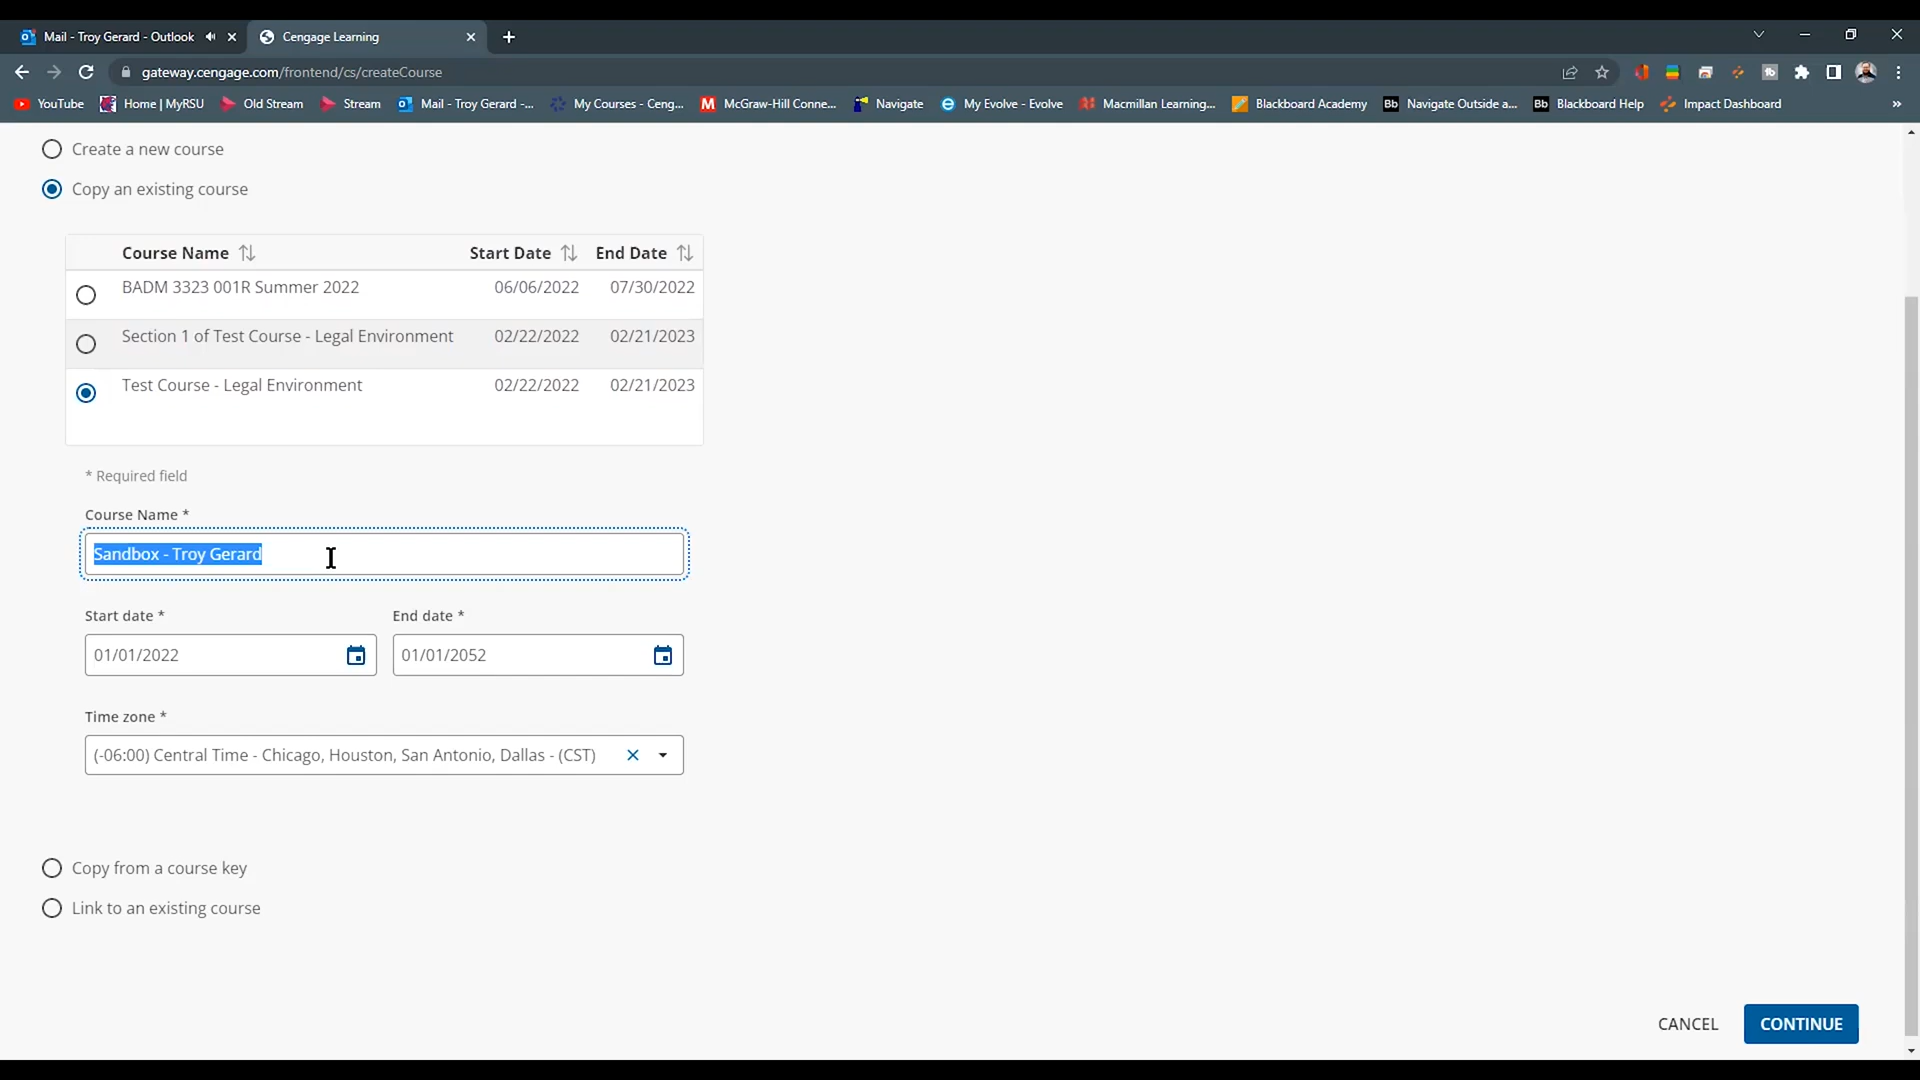 Mail - Troy Gerard - Outlook
Cengage Learning
gateway.cengage.com/frontend/cs/createCourse
YouTube
Home | MyRSU
Old Stream
Stream
Mail - Troy Gerard -...
My Courses - Ceng...
McGraw-Hill Conne...
Navigate
My Evolve - Evolve
Macmillan Learning...
Blackboard Academy
Bb Navigate Outside a...
Bb Blackboard Help
Impact Dashboard
»
Create a new course
Copy an existing course
Course Name Start Date End Date
BADM 3323 001R Summer 2022 06/06/2022 07/30/2022
Section 1 of Test Course - Legal Environment 02/22/2022 02/21/2023
Test Course - Legal Environment 02/22/2022 02/21/2023
* Required field
Course Name *
Sandbox - Troy Gerard
Start date * End date *
01/01/2022 01/01/2052
Time zone *
(-06:00) Central Time - Chicago, Houston, San Antonio, Dallas - (CST)
Copy from a course key
Link to an existing course
CANCEL CONTINUE